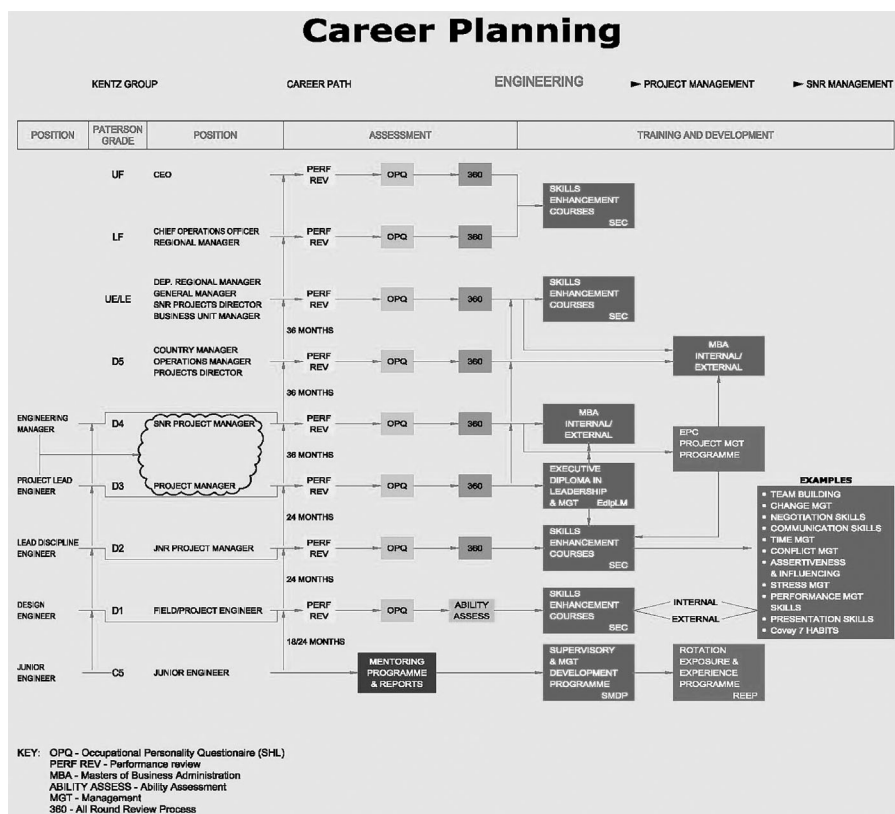 Career Planning
KENTZ GROUP
CAREER PATH
ENGINEERING
PROJECT MANAGEMENT
SNR MANAGEMENT
POSITION
PATERSON
GRADE
POSITION
ASSESSMENT
TRAINING AND DEVELOPMENT
UF
CEO
PERF
REV
OPQ
360
SKILLS
ENHANCEMENT
COURSES
SEC
LF
CHIEF OPERATIONS OFFICER
REGIONAL MANAGER
PERF
REV
OPQ
360
UE/LE
DEP. REGIONAL MANAGER
GENERAL MANAGER
SNR PROJECTS DIRECTOR
BUSINESS UNIT MANAGER
PERF
REV
OPQ
360
SKILLS
ENHANCEMENT
COURSES
SEC
36 MONTHS
D5
COUNTRY MANAGER
OPERATIONS MANAGER
PROJECTS DIRECTOR
PERF
REV
OPQ
360
MBA
INTERNAL/
EXTERNAL
36 MONTHS
ENGINEERING
MANAGER
D4
SNR PROJECT MANAGER
PERF
REV
OPQ
360
MBA
INTERNAL/
EXTERNAL
EPC
PROJECT MGT
PROGRAMME
36 MONTHS
PROJECT LEAD
ENGINEER
D3
PROJECT MANAGER
PERF
REV
OPQ
360
EXECUTIVE
DIPLOMA IN
LEADERSHIP
& MGT EdipLM
24 MONTHS
LEAD DISCIPLINE
ENGINEER
D2
JNR PROJECT MANAGER
PERF
REV
OPQ
360
SKILLS
ENHANCEMENT
COURSES
SEC
24 MONTHS
DESIGN
ENGINEER
D1
FIELD/PROJECT ENGINEER
PERF
REV
OPQ
ABILITY
ASSESS
SKILLS
ENHANCEMENT
COURSES
SEC
INTERNAL
EXTERNAL
18/24 MONTHS
JUNIOR
ENGINEER
C5
JUNIOR ENGINEER
MENTORING
PROGRAMME
& REPORTS
SUPERVISORY
& MGT
DEVELOPMENT
PROGRAMME
SMDP
ROTATION
EXPOSURE &
EXPERIENCE
PROGRAMME
REEP
EXAMPLES
• TEAM BUILDING
• CHANGE MGT
• NEGOTIATION SKILLS
• COMMUNICATION SKILLS
• TIME MGT
• CONFLICT MGT
• ASSERTIVENESS
& INFLUENCING
• STRESS MGT
• PERFORMANCE MGT
SKILLS
• PRESENTATION SKILLS
• Covey 7 HABITS
KEY: OPQ - Occupational Personality Questionaire (SHL)
PERF REV - Performance review
MBA - Masters of Business Administration
ABILITY ASSESS - Ability Assessment
MGT - Management
360 - All Round Review Process